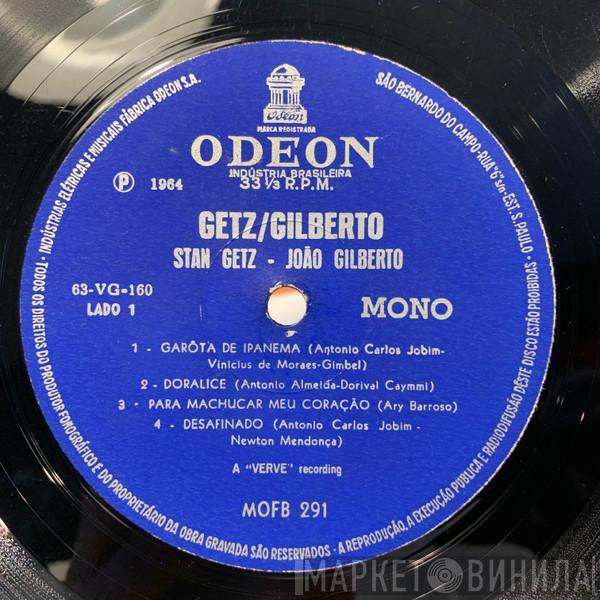 Odeon
MARCA REGISTRADA
ODEON
INDÚSTRIA BRASILEIRA
33 1/3 R.P.M.
℗ 1964
GETZ/GILBERTO
STAN GETZ - JOÃO GILBERTO
63-VG-160
LADO 1
MONO
1 - GARÔTA DE IPANEMA (Antonio Carlos Jobim-
Vinicius de Moraes-Gimbel)
2 - DORALICE (Antonio Almeida-Dorival Caymmi)
3 - PARA MACHUCAR MEU CORAÇÃO (Ary Barroso)
4 - DESAFINADO (Antonio Carlos Jobim -
Newton Mendonça)
A "VERVE" recording
MOFB 291
INDÚSTRIAS ELÉTRICAS E MUSICAIS FÁBRICA ODEON S.A.
SÃO BERNARDO DO CAMPO - RUA "6" s/n - EST. S. PAULO
• TODOS OS DIREITOS DO PRODUTOR FONOGRÁFICO E DO PROPRIETÁRIO DA OBRA GRAVADA SÃO RESERVADOS • A REPRODUÇÃO, A EXECUÇÃO PUBLICA E RADIODIFUSÃO DÊSTE DISCO ESTÃO PROIBIDAS •
МАРКЕТ ВИНИЛА